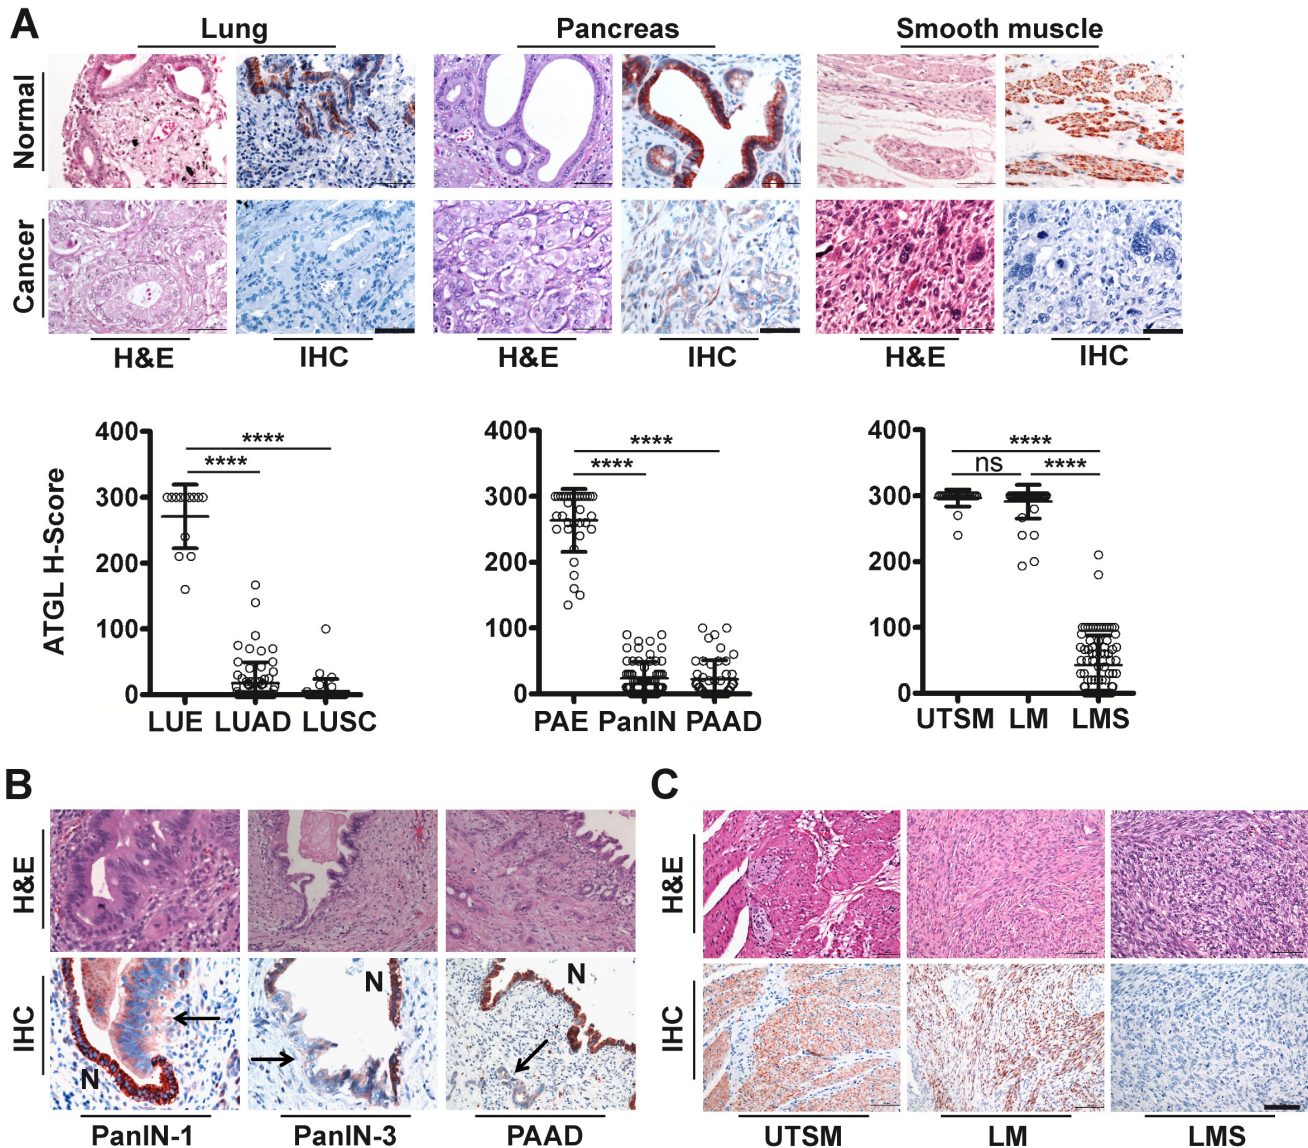 A
Lung Pancreas Smooth muscle
Normal
Cancer
H&E IHC H&E IHC H&E IHC
ATGL H-Score
400
300
200
100
0
****
****
LUE LUAD LUSC
400
300
200
100
0
****
****
PAE PanIN PAAD
400
300
200
100
0
****
ns ****
UTSM LM LMS
B
H&E
IHC
N N N
PanIN-1 PanIN-3 PAAD
C
H&E
IHC
UTSM LM LMS